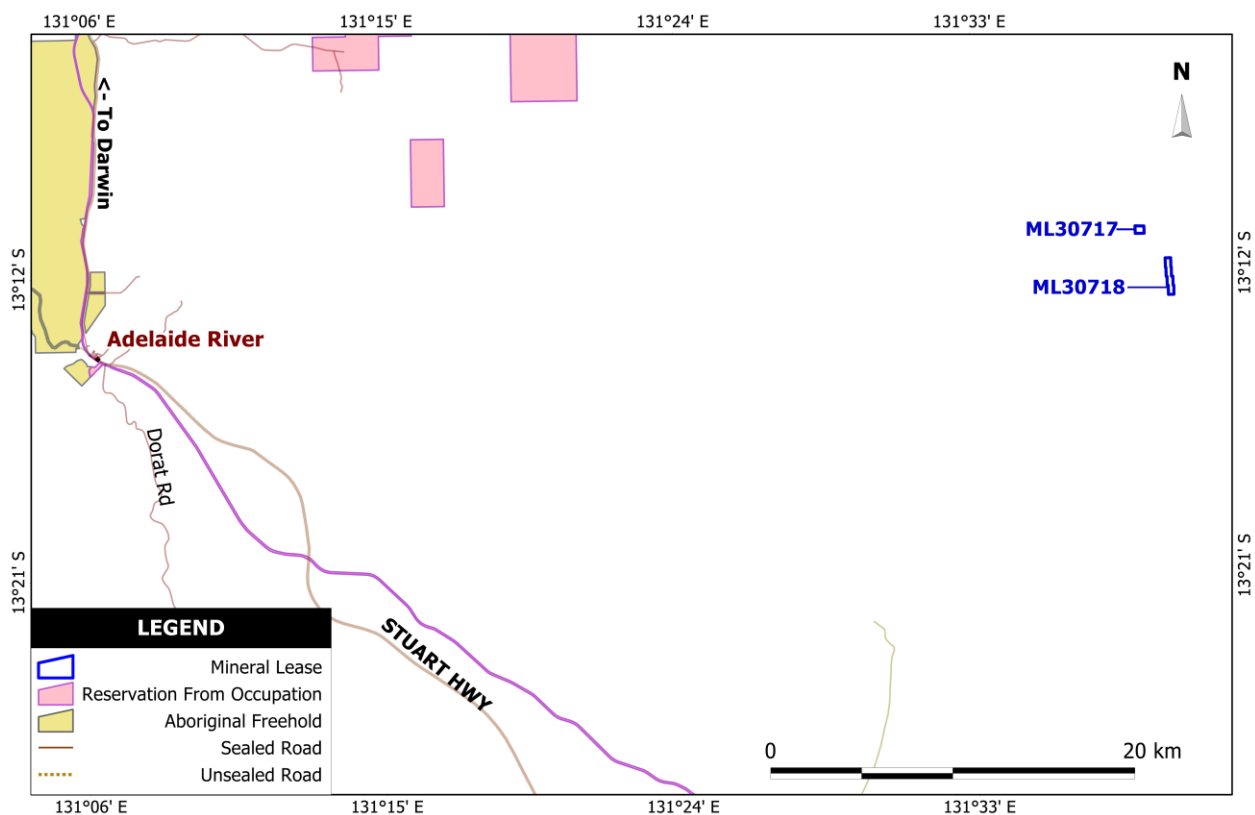 131°06' E 131°15' E 131°24' E 131°33' E
<- To Darwin
N
ML30717
13°12' S
13°12' S
ML30718
Adelaide River
Dorat Rd
13°21' S
13°21' S
STUART HWY
LEGEND
Mineral Lease
Reservation From Occupation
Aboriginal Freehold
Sealed Road
Unsealed Road
0 20 km
131°06' E 131°15' E 131°24' E 131°33' E